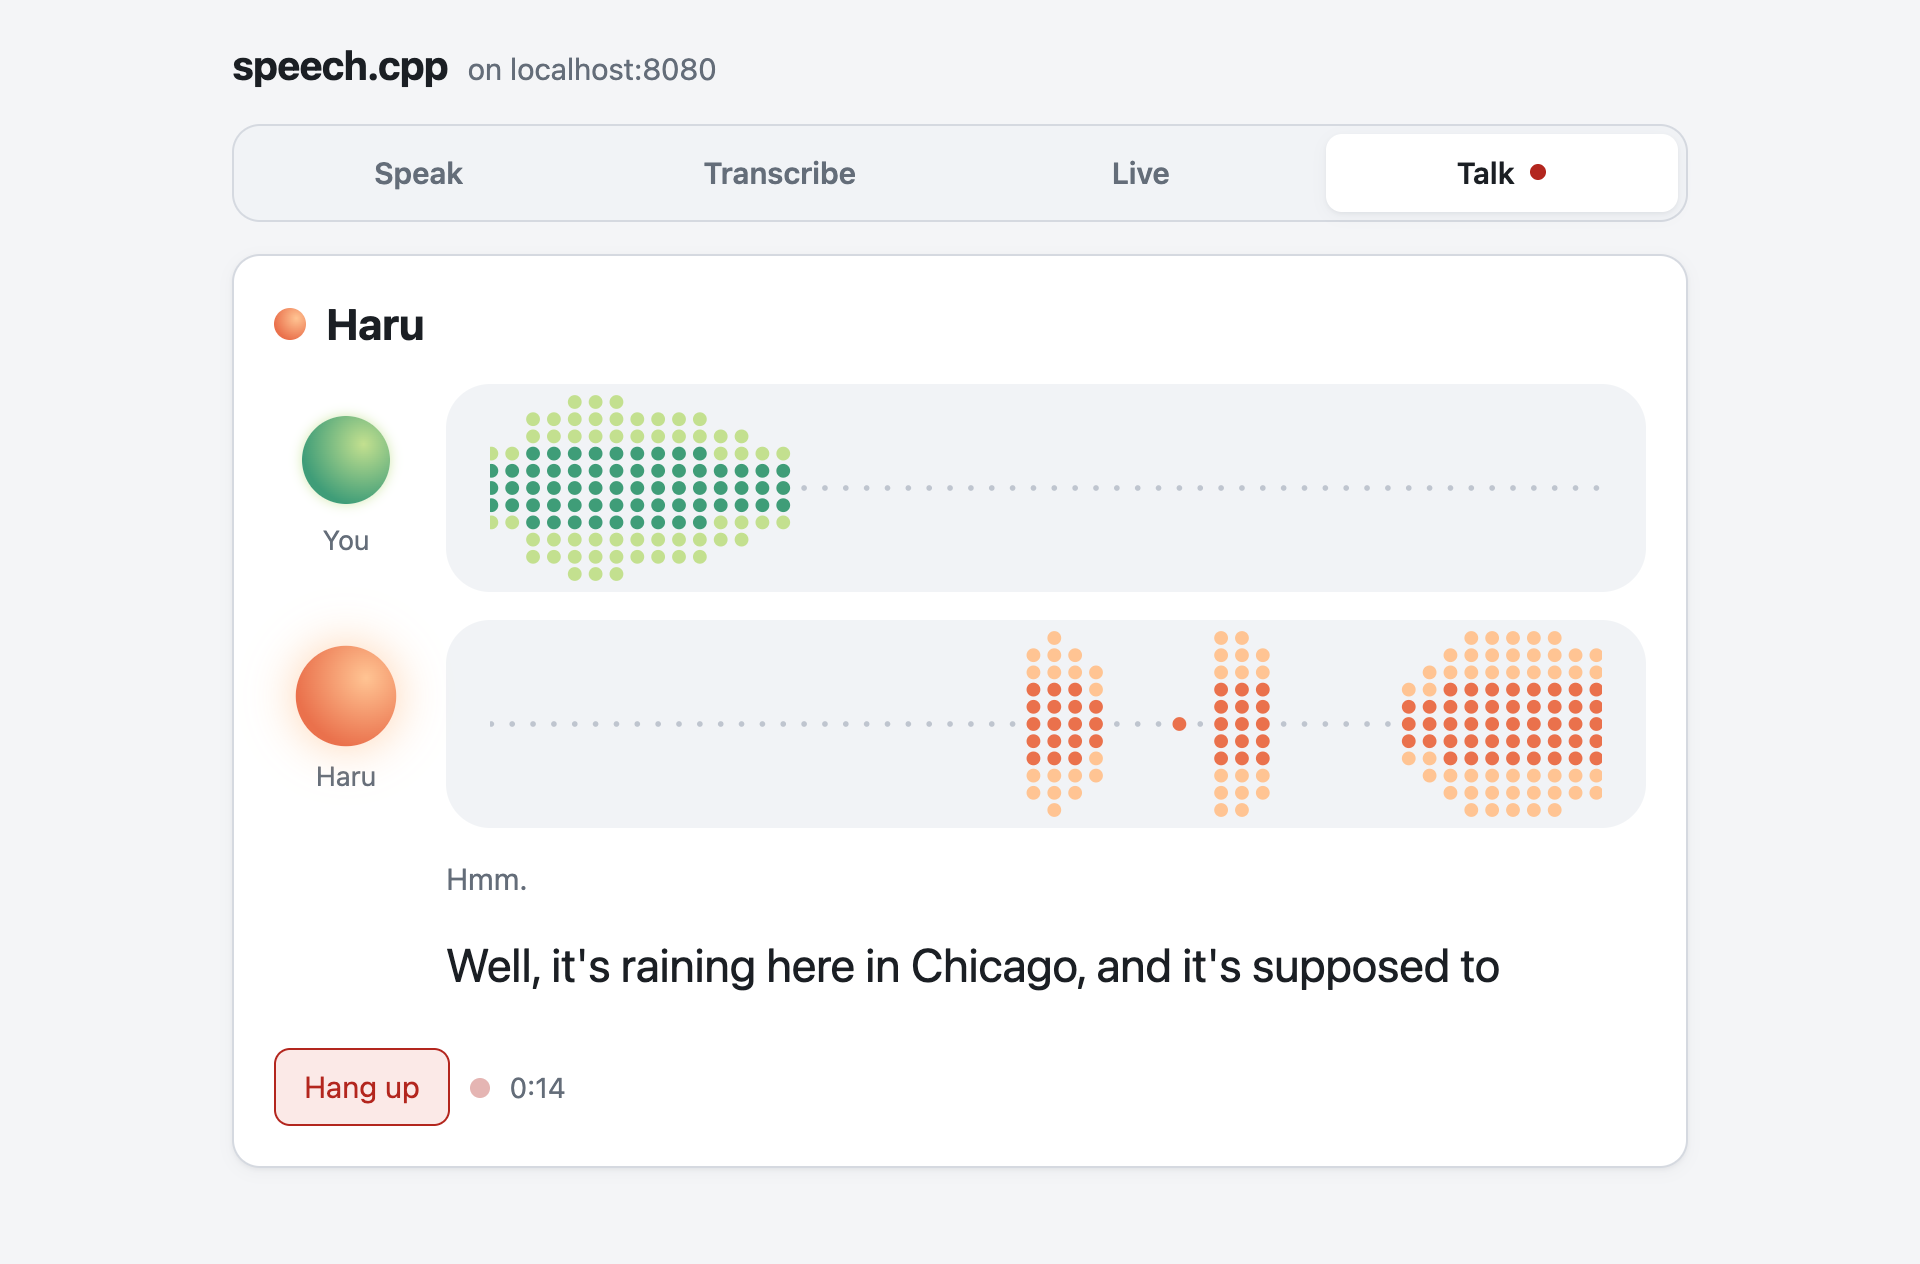 speech.cpp on localhost:8080
Speak Transcribe Live Talk
Haru
You
Haru
Hmm.
Well, it's raining here in Chicago, and it's supposed to
Hang up 0:14